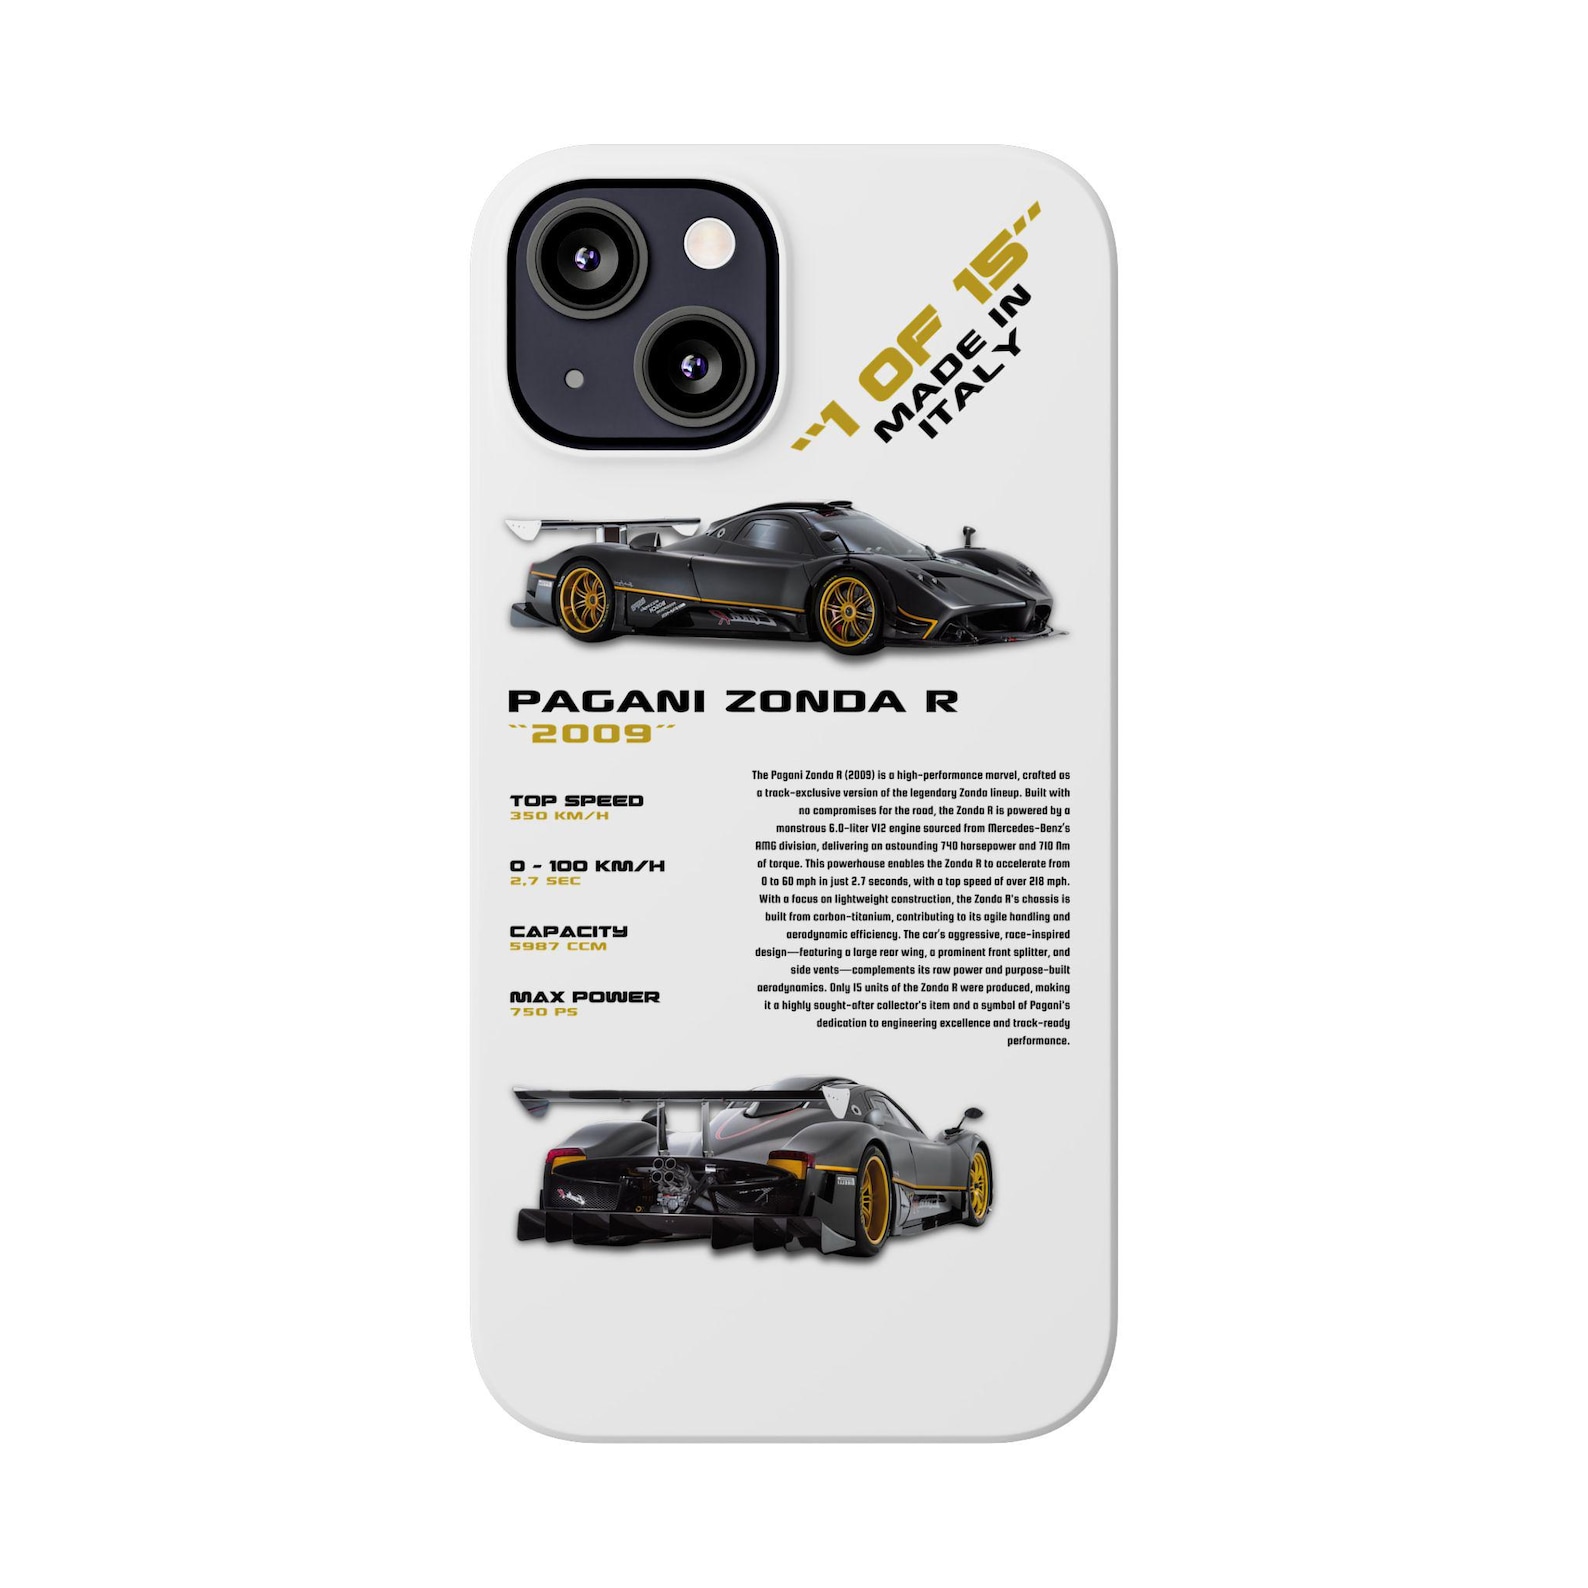 "1 OF 15"
MADE IN
ITALY
PAGANI ZONDA R
"2009"
TOP SPEED
350 KM/H
0 - 100 KM/H
2,7 SEC
CAPACITY
5987 CCM
MAX POWER
750 PS
The Pagani Zonda R (2009) is a high-performance marvel, crafted as
a track-exclusive version of the legendary Zonda lineup. Built with
no compromises for the road, the Zonda R is powered by a
monstrous 6.0-liter V12 engine sourced from Mercedes-Benz's
AMG division, delivering an astounding 740 horsepower and 710 Nm
of torque. This powerhouse enables the Zonda R to accelerate from
0 to 60 mph in just 2.7 seconds, with a top speed of over 218 mph.
With a focus on lightweight construction, the Zonda R's chassis is
built from carbon-titanium, contributing to its agile handling and
aerodynamic efficiency. The car's aggressive, race-inspired
design—featuring a large rear wing, a prominent front splitter, and
side vents—complements its raw power and purpose-built
aerodynamics. Only 15 units of the Zonda R were produced, making
it a highly sought-after collector's item and a symbol of Pagani's
dedication to engineering excellence and track-ready
performance.